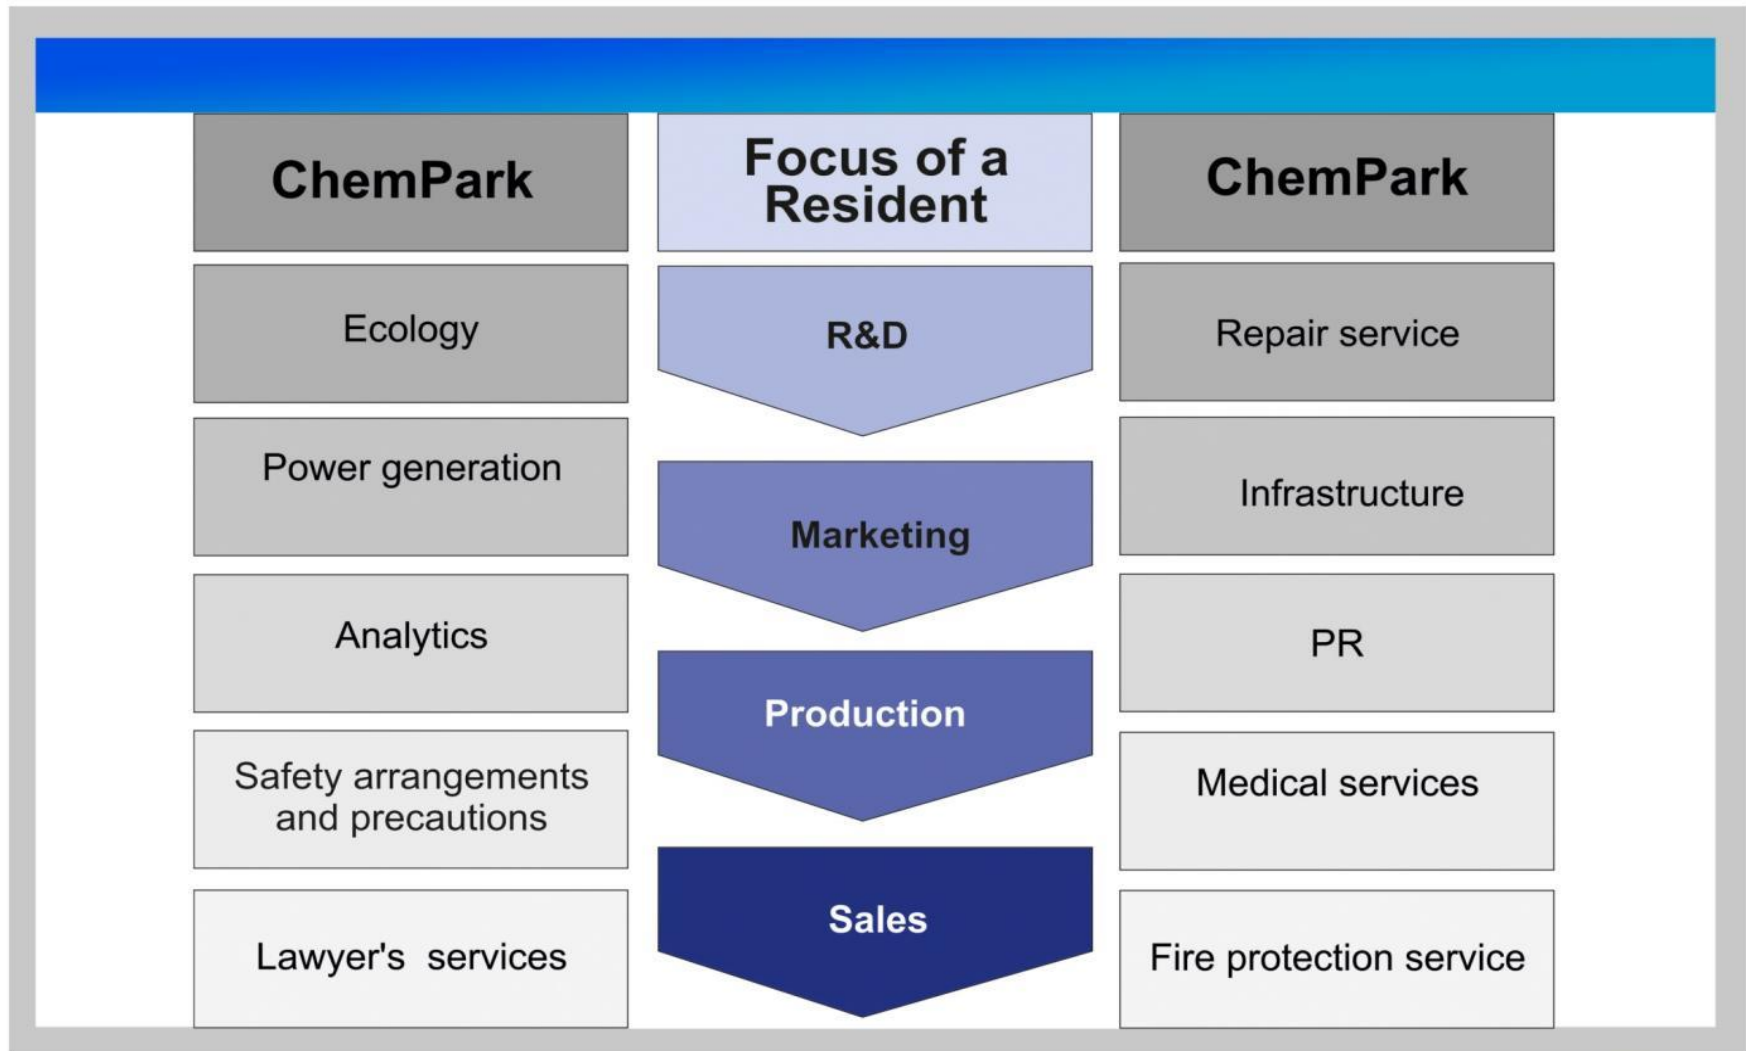 ChemPark
Ecology
Power generation
Analytics
Safety arrangements
and precautions
Lawyer's  services
Focus of a
Resident
R&D
Marketing
Production
Sales
ChemPark
Repair service
Infrastructure
PR
Medical services
Fire protection service